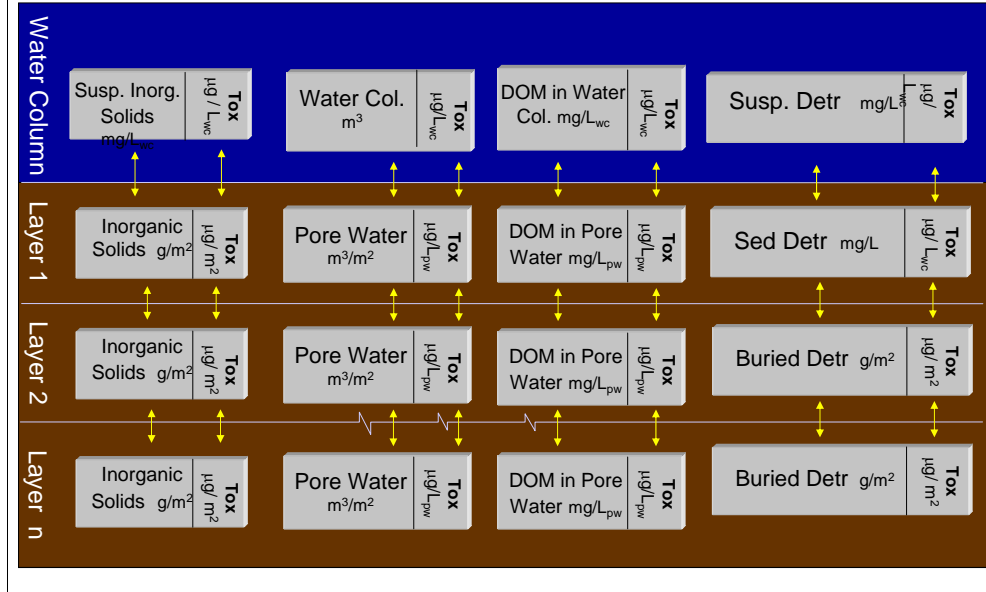 Water Column
Susp. Inorg.
Solids
mg/Lwc
Tox
µg / Lwc
Water Col.
m³
Tox
µg/Lwc
DOM in Water
Col. mg/Lwc
Tox
µg/Lwc
Susp. Detr mg/Lwc
Tox
µg/
Lwc
Layer 1
Inorganic
Solids g/m²
Tox
µg/ m²
Pore Water
m³/m²
Tox
µg/Lpw
DOM in Pore
Water mg/Lpw
Tox
µg/Lpw
Sed Detr mg/L
Tox
µg/ Lwc
Layer 2
Inorganic
Solids g/m²
Tox
µg/ m²
Pore Water
m³/m²
Tox
µg/Lpw
DOM in Pore
Water mg/Lpw
Tox
µg/Lpw
Buried Detr g/m²
Tox
µg/ m²
Layer n
Inorganic
Solids g/m²
Tox
µg/ m²
Pore Water
m³/m²
Tox
µg/Lpw
DOM in Pore
Water mg/Lpw
Tox
µg/Lpw
Buried Detr g/m²
Tox
µg/ m²